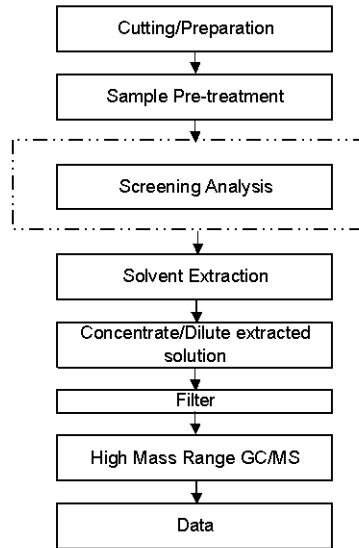 Cutting/Preparation
Sample Pre-treatment
Screening Analysis
Solvent Extraction
Concentrate/Dilute extracted
solution
Filter
High Mass Range GC/MS
Data